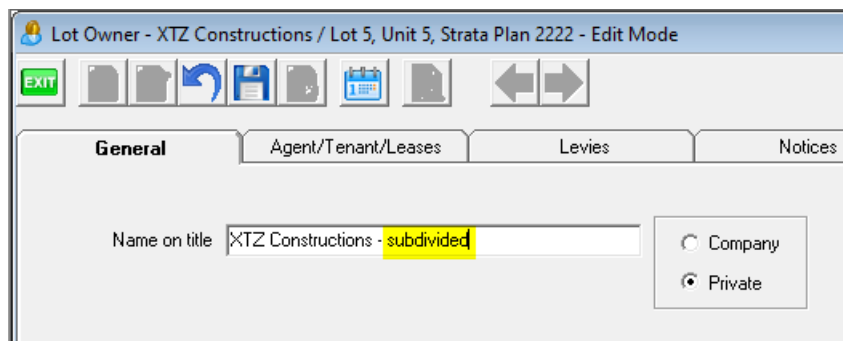 Lot Owner - XTZ Constructions / Lot 5, Unit 5, Strata Plan 2222 - Edit Mode
EXIT
1
General Agent/Tenant/Leases Levies Notices
Name on title XTZ Constructions - subdivided
Company
Private